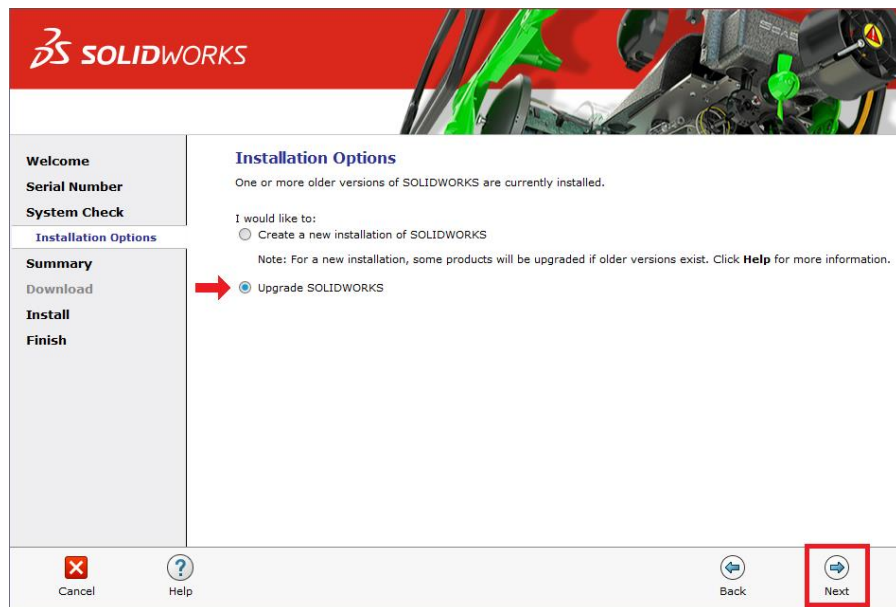 SOLIDWORKS
Welcome
Serial Number
System Check
Installation Options
Summary
Download
Install
Finish
Installation Options
One or more older versions of SOLIDWORKS are currently installed.
I would like to:
Create a new installation of SOLIDWORKS
Note: For a new installation, some products will be upgraded if older versions exist. Click Help for more information.
Upgrade SOLIDWORKS
Cancel
Help
Back
Next